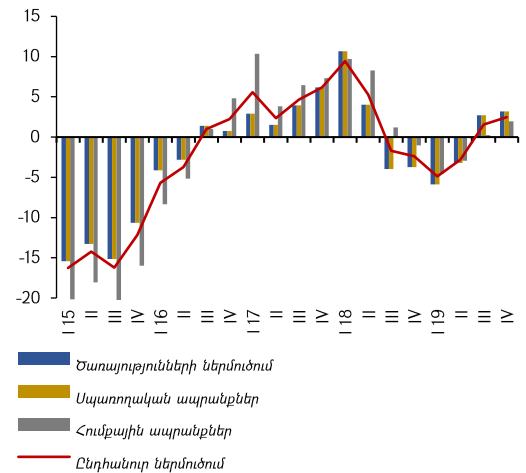 15
10
5
0
-5
-10
-15
-20
I 15
II
III
IV
I 16
II
III
IV
I 17
II
III
IV
I 18
II
III
IV
I 19
II
III
IV
Ծառայությունների ներմուծում
Սպառողական ապրանքներ
Հումքային ապրանքներ
Ընդհանուր ներմուծում